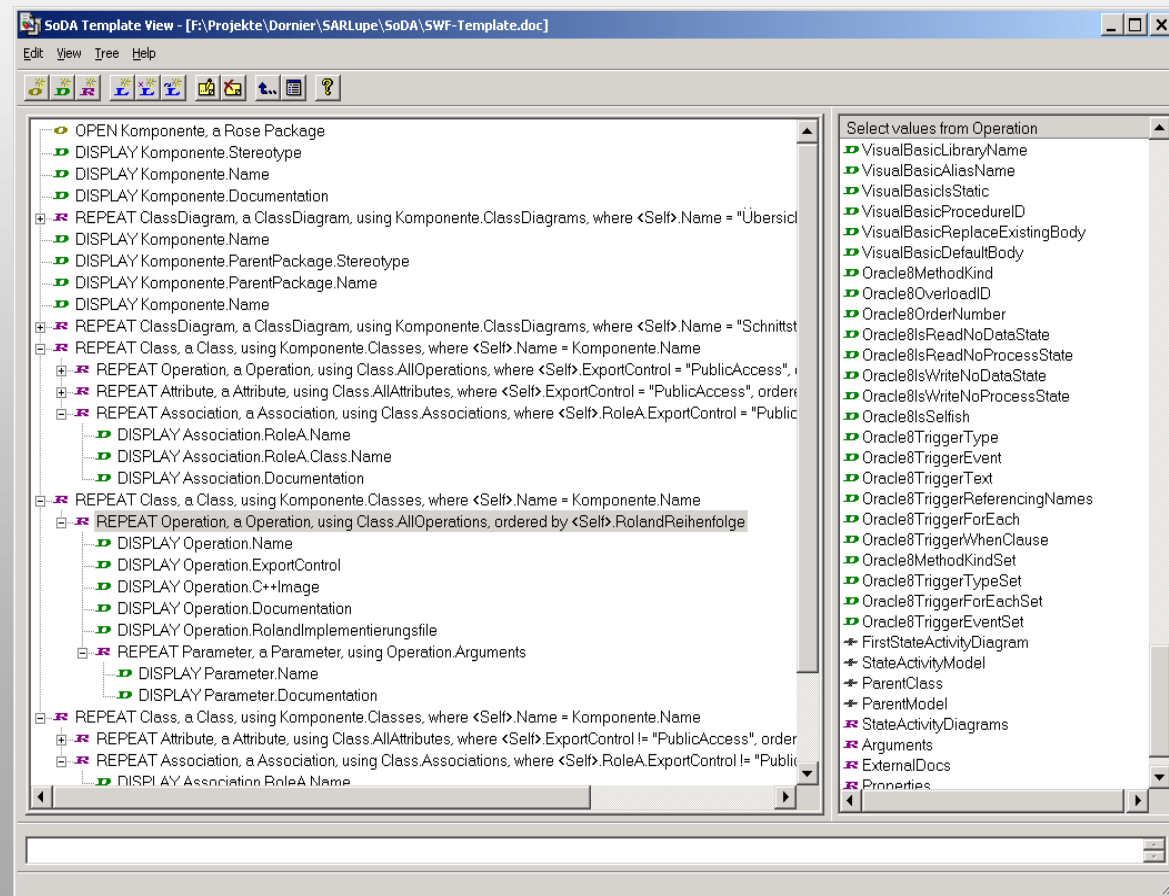 SoDA Template View - [F:\Projekte\Dornier\SARLupe\SoDA\SWF-Template.doc]
Edit View Tree Help
OPEN Komponente, a Rose Package
DISPLAY Komponente.Stereotype
DISPLAY Komponente.Name
DISPLAY Komponente.Documentation
REPEAT ClassDiagram, a ClassDiagram, using Komponente.ClassDiagrams, where <Self>.Name = "Übersich
DISPLAY Komponente.Name
DISPLAY Komponente.ParentPackage.Stereotype
DISPLAY Komponente.ParentPackage.Name
DISPLAY Komponente.Name
REPEAT ClassDiagram, a ClassDiagram, using Komponente.ClassDiagrams, where <Self>.Name = "Schnittst
REPEAT Class, a Class, using Komponente.Classes, where <Self>.Name = Komponente.Name
REPEAT Operation, a Operation, using Class.AllOperations, where <Self>.ExportControl = "PublicAccess",
REPEAT Attribute, a Attribute, using Class.AllAttributes, where <Self>.ExportControl = "PublicAccess", ordere
REPEAT Association, a Association, using Class.Associations, where <Self>.RoleA.ExportControl = "Public
DISPLAY Association.RoleA.Name
DISPLAY Association.RoleA.Class.Name
DISPLAY Association.Documentation
REPEAT Class, a Class, using Komponente.Classes, where <Self>.Name = Komponente.Name
REPEAT Operation, a Operation, using Class.AllOperations, ordered by <Self>.RolandReihenfolge
DISPLAY Operation.Name
DISPLAY Operation.ExportControl
DISPLAY Operation.C++Image
DISPLAY Operation.Documentation
DISPLAY Operation.RolandImplementierungsfile
REPEAT Parameter, a Parameter, using Operation.Arguments
DISPLAY Parameter.Name
DISPLAY Parameter.Documentation
REPEAT Class, a Class, using Komponente.Classes, where <Self>.Name = Komponente.Name
REPEAT Attribute, a Attribute, using Class.AllAttributes, where <Self>.ExportControl != "PublicAccess", order
REPEAT Association, a Association, using Class.Associations, where <Self>.RoleA.ExportControl != "Public
DISPLAY Association.RoleA.Name
Select values from Operation
VisualBasicLibraryName
VisualBasicAliasName
VisualBasicIsStatic
VisualBasicProcedureID
VisualBasicReplaceExistingBody
VisualBasicDefaultBody
Oracle8MethodKind
Oracle8OverloadID
Oracle8OrderNumber
Oracle8IsReadNoDataState
Oracle8IsReadNoProcessState
Oracle8IsWriteNoDataState
Oracle8IsWriteNoProcessState
Oracle8IsSelfish
Oracle8TriggerType
Oracle8TriggerEvent
Oracle8TriggerText
Oracle8TriggerReferencingNames
Oracle8TriggerForEach
Oracle8TriggerWhenClause
Oracle8MethodKindSet
Oracle8TriggerTypeSet
Oracle8TriggerForEachSet
Oracle8TriggerEventSet
FirstStateActivityDiagram
StateActivityModel
ParentClass
ParentModel
StateActivityDiagrams
Arguments
ExternalDocs
Properties